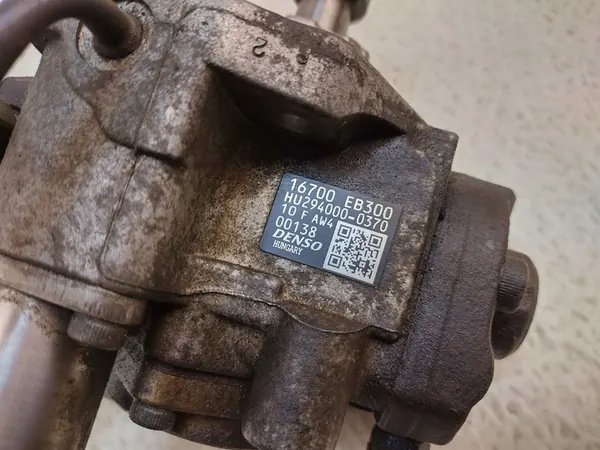 16700 EB300
HU294000-0370
10 F AW4
00138
DENSO
HUNGARY